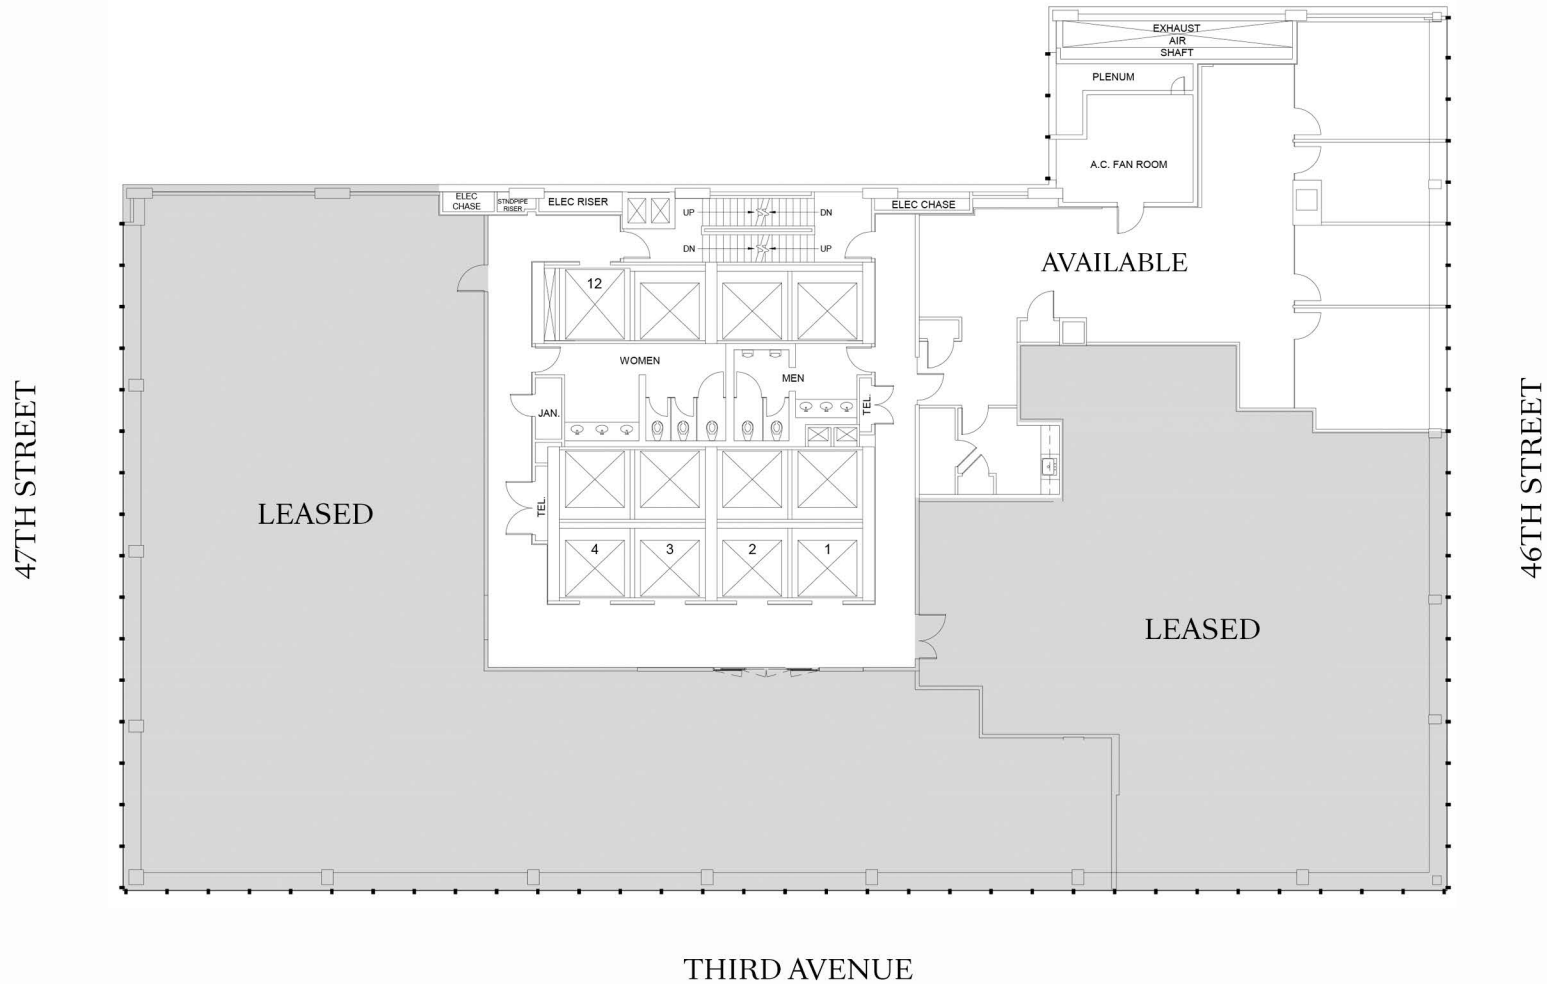 EXHAUST
AIR
SHAFT
PLENUM
A.C. FAN ROOM
ELEC
CHASE
STNDPIPE
RISER
ELEC RISER
ELEC CHASE
UP
DN
DN
UP
AVAILABLE
12
WOMEN
MEN
JAN.
TEL.
TEL.
47TH STREET
46TH STREET
LEASED
4
3
2
1
LEASED
THIRD AVENUE